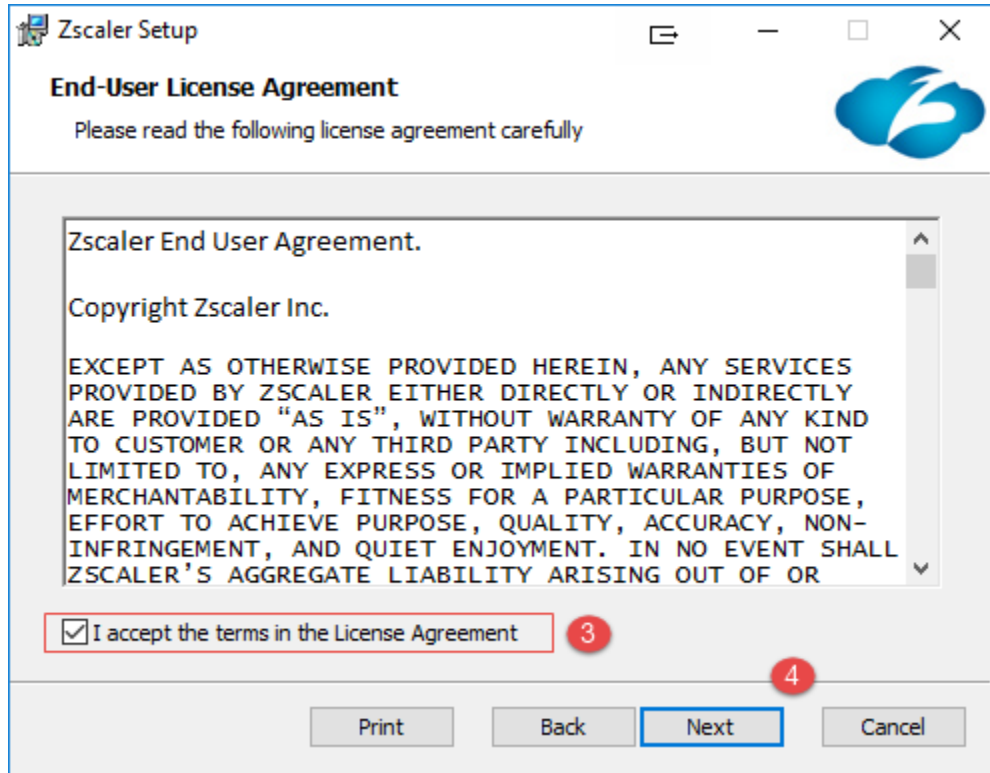 Zscaler Setup
End-User License Agreement
Please read the following license agreement carefully
Zscaler End User Agreement.
Copyright Zscaler Inc.
EXCEPT AS OTHERWISE PROVIDED HEREIN, ANY SERVICES
PROVIDED BY ZSCALER EITHER DIRECTLY OR INDIRECTLY
ARE PROVIDED “AS IS”, WITHOUT WARRANTY OF ANY KIND
TO CUSTOMER OR ANY THIRD PARTY INCLUDING, BUT NOT
LIMITED TO, ANY EXPRESS OR IMPLIED WARRANTIES OF
MERCHANTABILITY, FITNESS FOR A PARTICULAR PURPOSE,
EFFORT TO ACHIEVE PURPOSE, QUALITY, ACCURACY, NON-
INFRINGEMENT, AND QUIET ENJOYMENT. IN NO EVENT SHALL
ZSCALER’S AGGREGATE LIABILITY ARISING OUT OF OR
I accept the terms in the License Agreement 3
4
Print Back Next Cancel